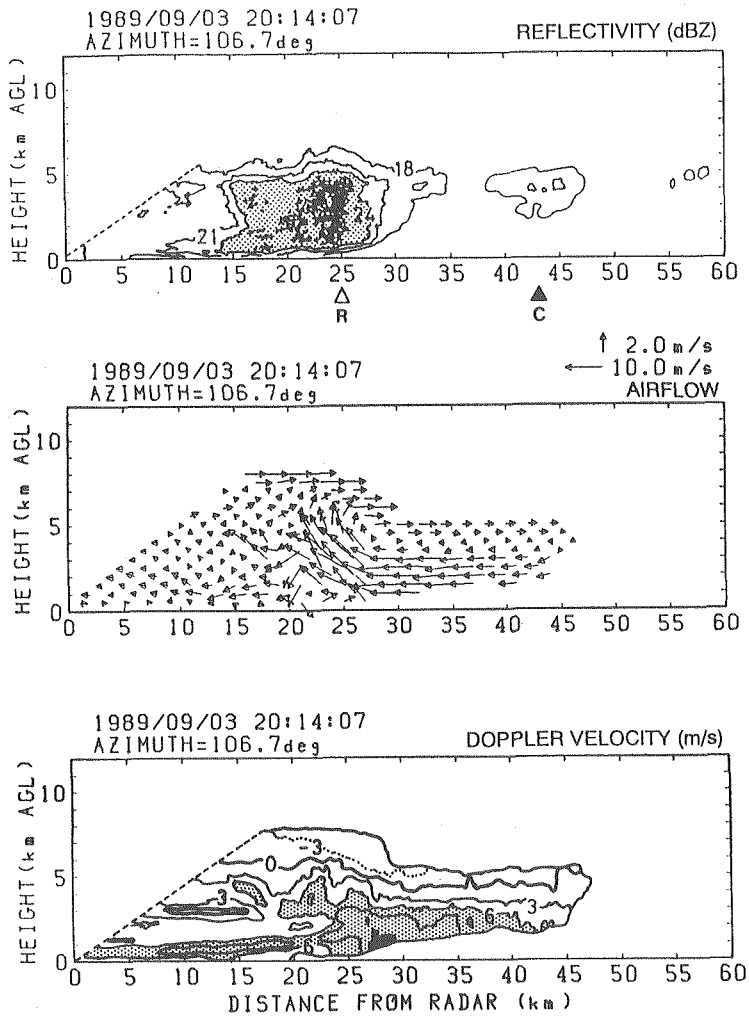 1989/09/03 20:14:07
AZIMUTH=106.7deg
REFLECTIVITY (dBZ)
HEIGHT(km AGL)
10
5
0
18
21
24
0 5 10 15 20 25 30 35 40 45 50 55 60
R C
2.0m/s
10.0m/s
AIRFLOW
1989/09/03 20:14:07
AZIMUTH=106.7deg
HEIGHT(km AGL)
10
5
0
0 5 10 15 20 25 30 35 40 45 50 55 60
1989/09/03 20:14:07
AZIMUTH=106.7deg
DOPPLER VELOCITY (m/s)
HEIGHT(km AGL)
10
5
0
-3
0
3
3
6
6
0 5 10 15 20 25 30 35 40 45 50 55 60
DISTANCE FROM RADAR (km)